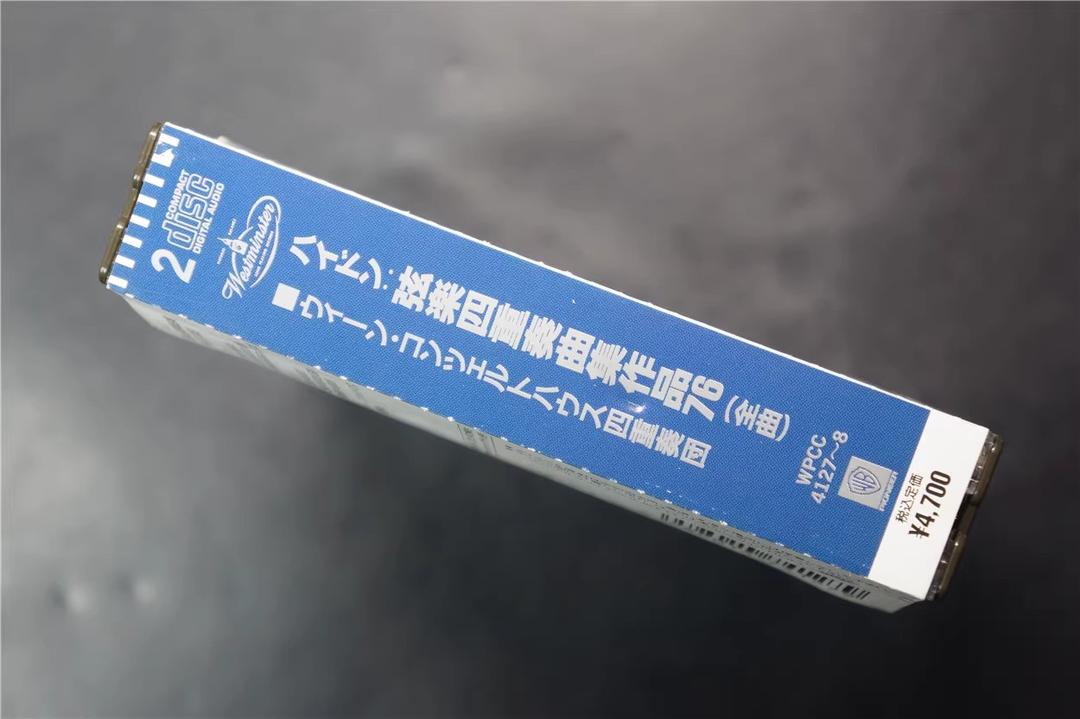 2
COMPACT
disc
DIGITAL AUDIO
Westminster
ハイドン:弦楽四重奏曲集作品76(全曲)
■ウィーン・コンツェルトハウス四重奏団
WPCC
4127~8
WB
PIONEER
税込定価
¥4,700